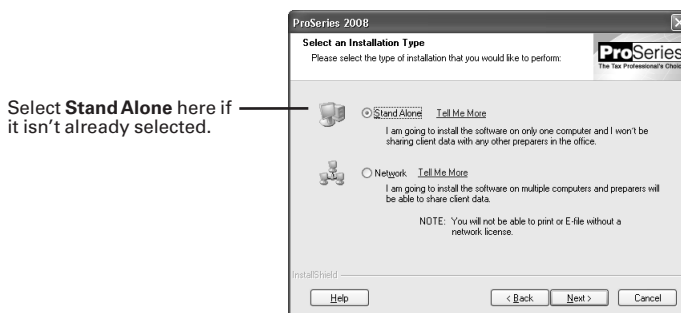 ProSeries 2008
Select an Installation Type
Please select the type of installation that you would like to perform:
ProSeries
The Tax Professional's Choice
Select Stand Alone here if
it isn't already selected.
Stand Alone Tell Me More
I am going to install the software on only one computer and I won't be
sharing client data with any other preparers in the office.
Network Tell Me More
I am going to install the software on multiple computers and preparers will
be able to share client data.
NOTE: You will not be able to print or E-file without a
network license.
InstallShield
Help
< Back
Next >
Cancel